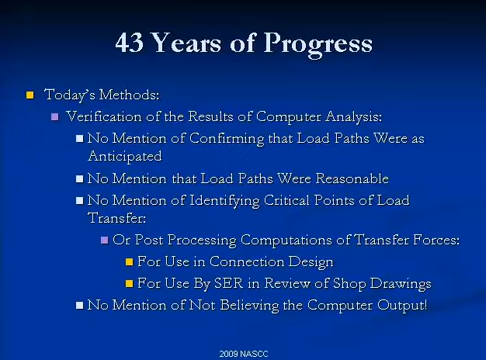 43 Years of Progress
Today's Methods:
Verification of the Results of Computer Analysis:
No Mention of Confirming that Load Paths Were as
Anticipated
No Mention that Load Paths Were Reasonable
No Mention of Identifying Critical Points of Load
Transfer:
Or Post Processing Computations of Transfer Forces:
For Use in Connection Design
For Use By SER in Review of Shop Drawings
No Mention of Not Believing the Computer Output!
2009 NASCC